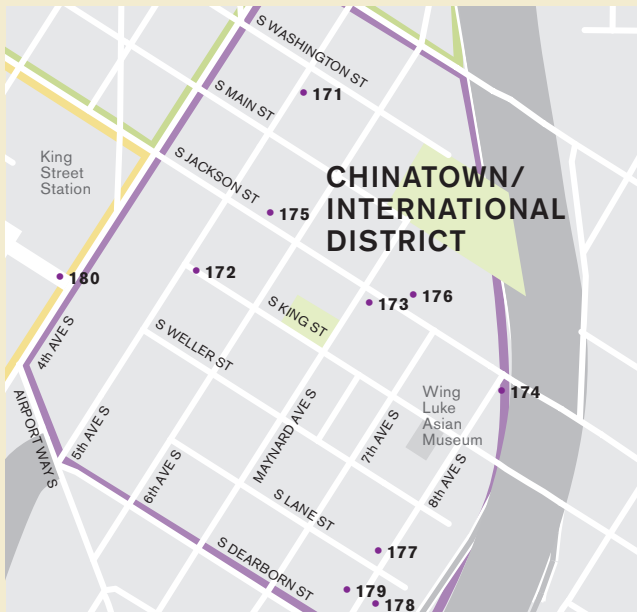 S WASHINGTON ST
171
S MAIN ST
King
Street
Station
S JACKSON ST
CHINATOWN/
INTERNATIONAL
DISTRICT
175
172
180
176
173
S KING ST
4th AVE S
S WELLER ST
Wing
Luke
Asian
Museum
174
AIRPORT WAY S
5th AVE S
MAYNARD AVE S
7th AVE S
6th AVE S
8th AVE S
S LANE ST
177
S DEARBORN ST
179
178